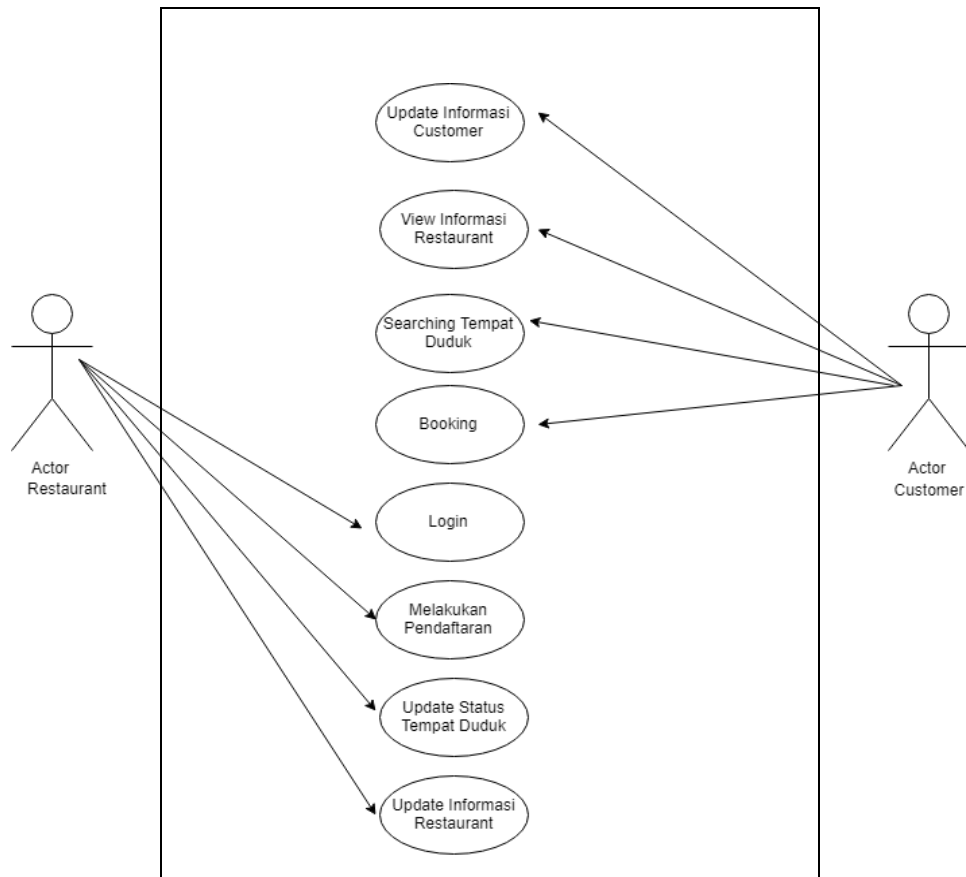 Update Informasi
Customer
View Informasi
Restaurant
Searching Tempat
Duduk
Booking
Actor
Restaurant
Actor
Customer
Login
Melakukan
Pendaftaran
Update Status
Tempat Duduk
Update Informasi
Restaurant